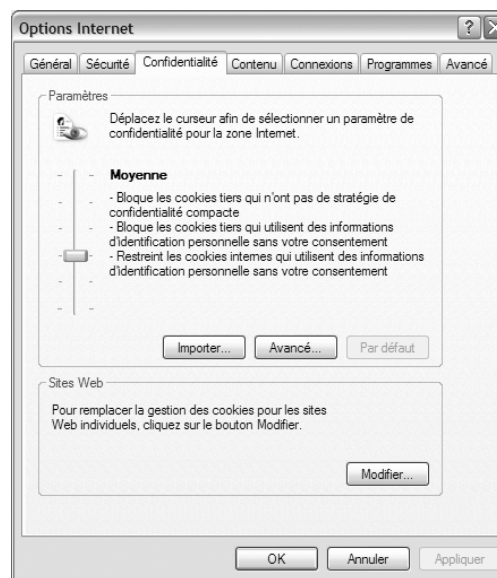 Options Internet
Général Sécurité Confidentialité Contenu Connexions Programmes Avancé
Paramètres
Déplacez le curseur afin de sélectionner un paramètre de
confidentialité pour la zone Internet.
Moyenne
- Bloque les cookies tiers qui n'ont pas de stratégie de
confidentialité compacte
- Bloque les cookies tiers qui utilisent des informations
d'identification personnelle sans votre consentement
- Restreint les cookies internes qui utilisent des informations
d'identification personnelle sans votre consentement
Importer... Avancé... Par défaut
Sites Web
Pour remplacer la gestion des cookies pour les sites
Web individuels, cliquez sur le bouton Modifier.
Modifier...
OK Annuler Appliquer